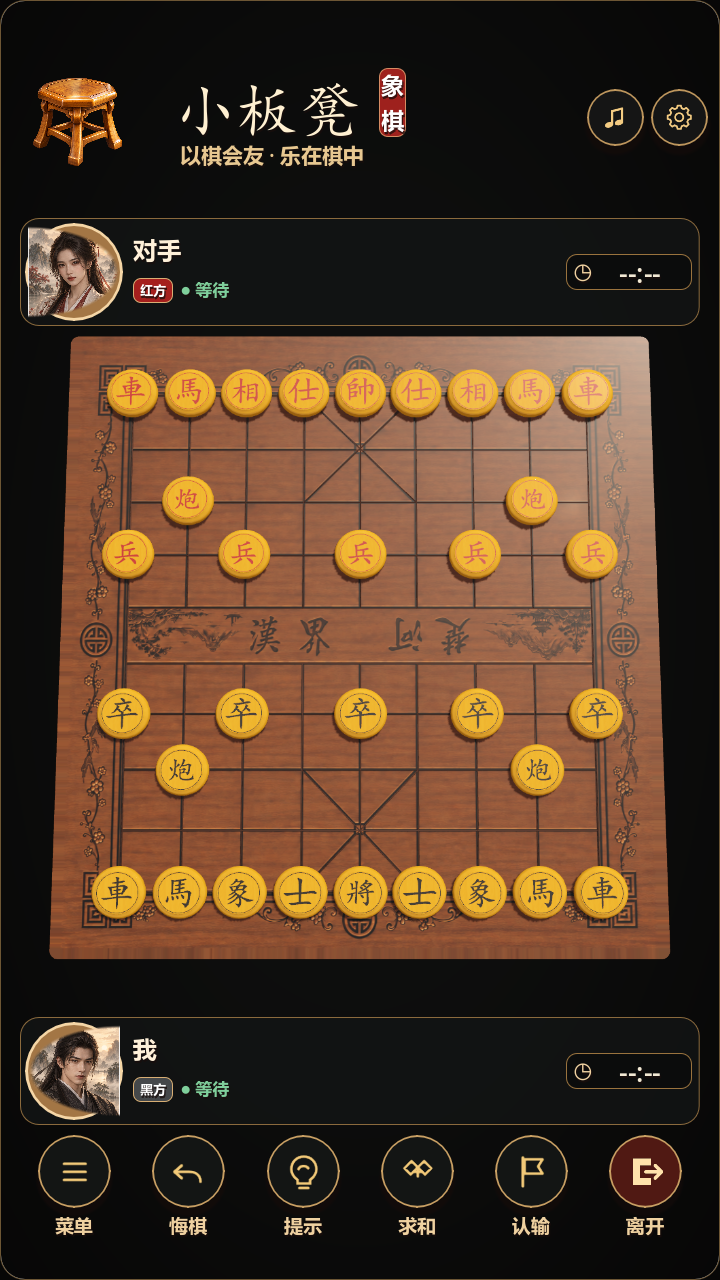 小板凳
象棋
以棋会友·乐在棋中
对手
红方 等待
--:--
車 馬 相 仕 帥 仕 相 馬 車
炮 炮
兵 兵 兵 兵 兵
漢界 河楚
卒 卒 卒 卒 卒
炮 炮
車 馬 象 士 將 士 象 馬 車
我
黑方 等待
--:--
菜单 悔棋 提示 求和 认输 离开